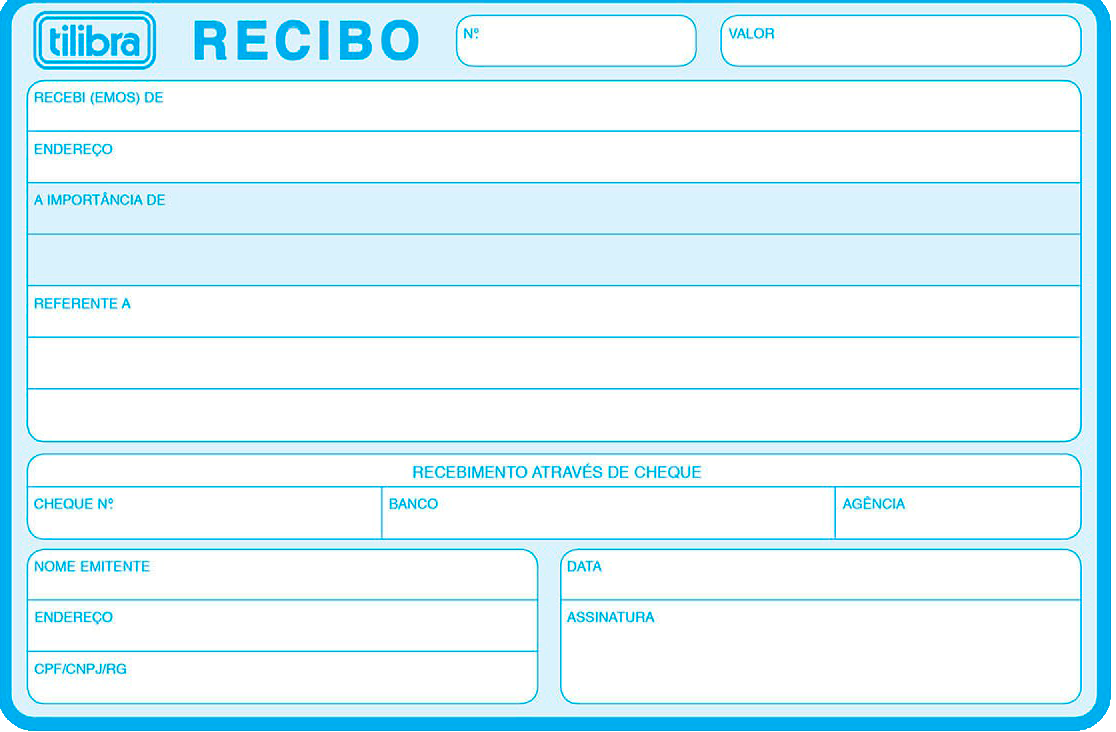 tilibra RECIBO Nº VALOR
RECEBI (EMOS) DE
ENDEREÇO
A IMPORTÂNCIA DE
REFERENTE A
RECEBIMENTO ATRAVÉS DE CHEQUE
CHEQUE Nº BANCO AGÊNCIA
NOME EMITENTE
ENDEREÇO
CPF/CNPJ/RG
DATA
ASSINATURA